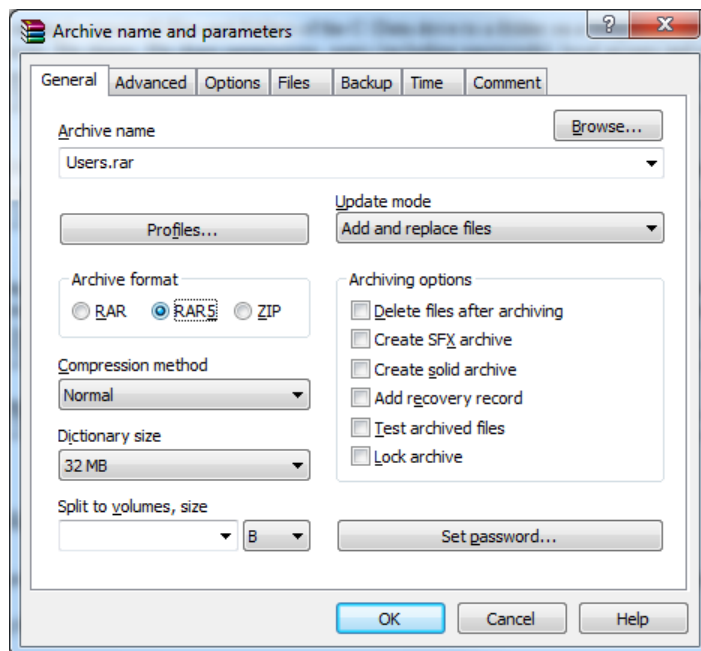 Archive name and parameters
General Advanced Options Files Backup Time Comment
Archive name
Browse...
Users.rar
Update mode
Profiles...
Add and replace files
Archive format
RAR RAR5 ZIP
Archiving options
Delete files after archiving
Create SFX archive
Create solid archive
Add recovery record
Test archived files
Lock archive
Compression method
Normal
Dictionary size
32 MB
Split to volumes, size
B
Set password...
OK Cancel Help